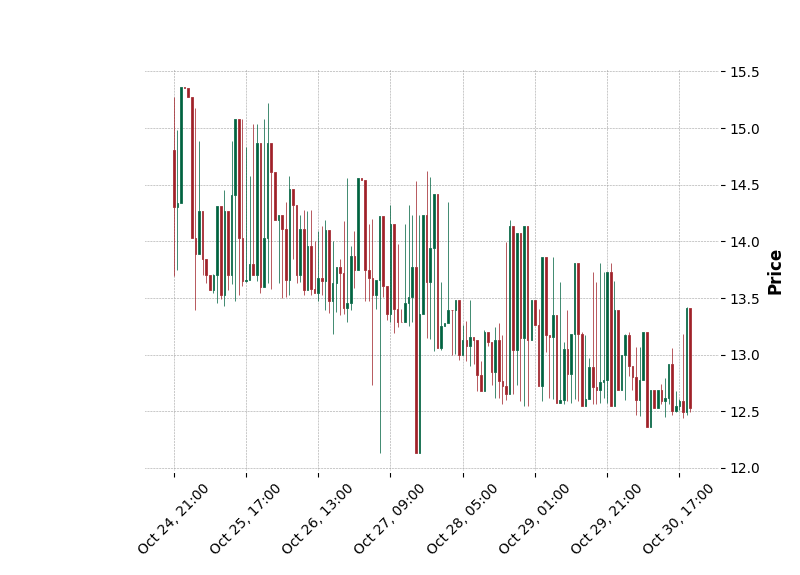 15.5
15.0
14.5
14.0
13.5
13.0
12.5
12.0
Price
Oct 24, 21:00
Oct 25, 17:00
Oct 26, 13:00
Oct 27, 09:00
Oct 28, 05:00
Oct 29, 01:00
Oct 29, 21:00
Oct 30, 17:00